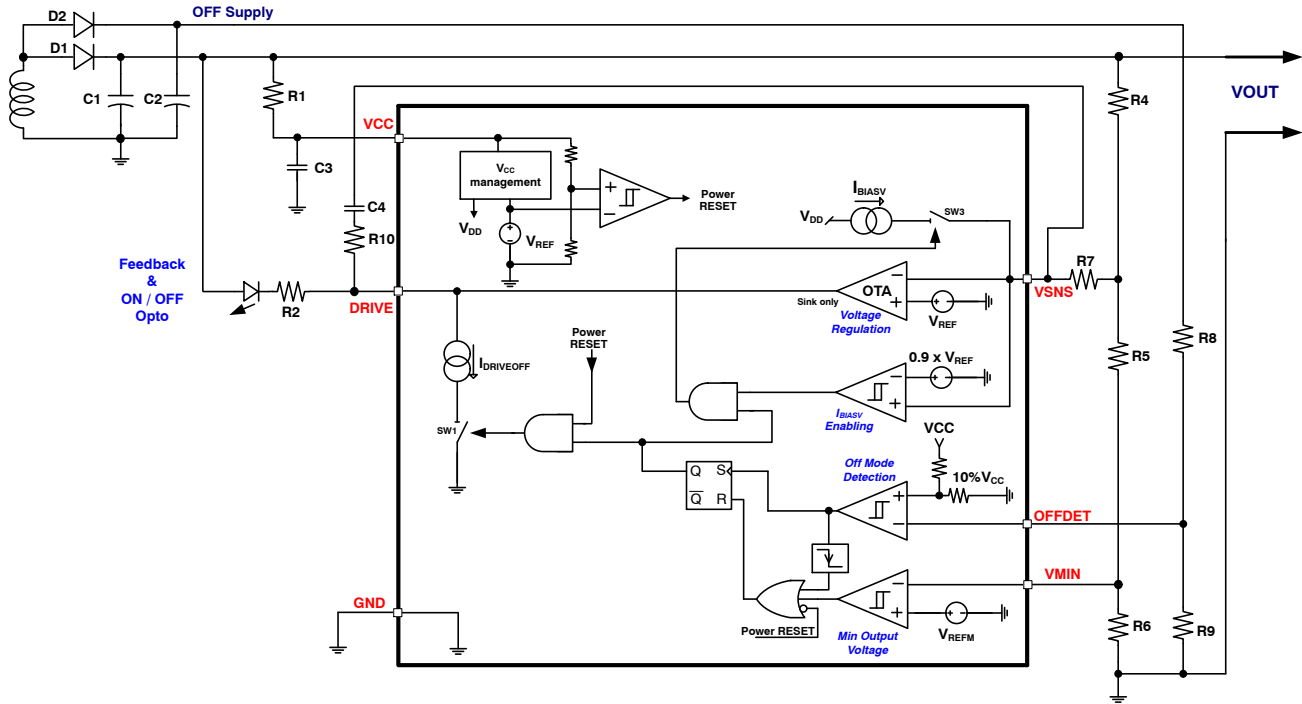 D2
OFF Supply
D1
C1
C2
R1
R4
VOUT
VCC
C3
VCC
management
VDD
VREF
+
−
Power
RESET
IBIASV
VDD
SW3
C4
R10
Feedback
&
ON / OFF
Opto
R2
DRIVE
Sink only
OTA
−
+
Voltage
Regulation
VREF
VSNS
R7
R8
R5
IDRIVEOFF
Power
RESET
0.9 x VREF
−
+
IBIASV
Enabling
SW1
VCC
Off Mode
Detection
10%VCC
Q
S
Q
R
+
−
OFFDET
VMIN
−
+
GND
Power RESET
Min Output
Voltage
VREFM
R6
R9